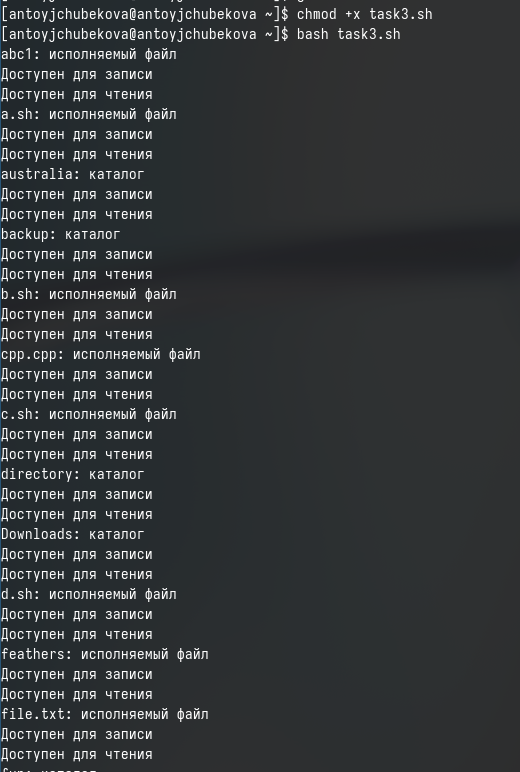 [antoyjchubekova@antoyjchubekova ~]$ chmod +x task3.sh
[antoyjchubekova@antoyjchubekova ~]$ bash task3.sh
abc1: исполняемый файл
Доступен для записи
Доступен для чтения
a.sh: исполняемый файл
Доступен для записи
Доступен для чтения
australia: каталог
Доступен для записи
Доступен для чтения
backup: каталог
Доступен для записи
Доступен для чтения
b.sh: исполняемый файл
Доступен для записи
Доступен для чтения
cpp.cpp: исполняемый файл
Доступен для записи
Доступен для чтения
c.sh: исполняемый файл
Доступен для записи
Доступен для чтения
directory: каталог
Доступен для записи
Доступен для чтения
Downloads: каталог
Доступен для записи
Доступен для чтения
d.sh: исполняемый файл
Доступен для записи
Доступен для чтения
feathers: исполняемый файл
Доступен для записи
Доступен для чтения
file.txt: исполняемый файл
Доступен для записи
Доступен для чтения